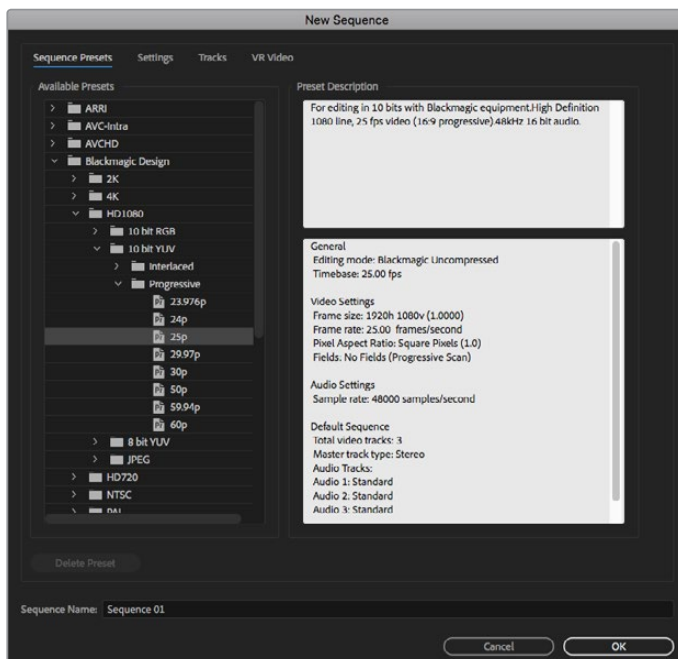 New Sequence
Sequence Presets Settings Tracks VR Video
Available Presets
ARRI
AVC-Intra
AVCHD
Blackmagic Design
2K
4K
HD1080
10 bit RGB
10 bit YUV
Interlaced
Progressive
23.976p
24p
25p
29.97p
30p
50p
59.94p
60p
8 bit YUV
JPEG
HD720
NTSC
PAL
Preset Description
For editing in 10 bits with Blackmagic equipment.High Definition
1080 line, 25 fps video (16:9 progressive).48kHz 16 bit audio.
General
Editing mode: Blackmagic Uncompressed
Timebase: 25.00 fps
Video Settings
Frame size: 1920h 1080v (1.0000)
Frame rate: 25.00 frames/second
Pixel Aspect Ratio: Square Pixels (1.0)
Fields: No Fields (Progressive Scan)
Audio Settings
Sample rate: 48000 samples/second
Default Sequence
Total video tracks: 3
Master track type: Stereo
Audio Tracks:
Audio 1: Standard
Audio 2: Standard
Audio 3: Standard
Delete Preset
Sequence Name: Sequence 01
Cancel OK